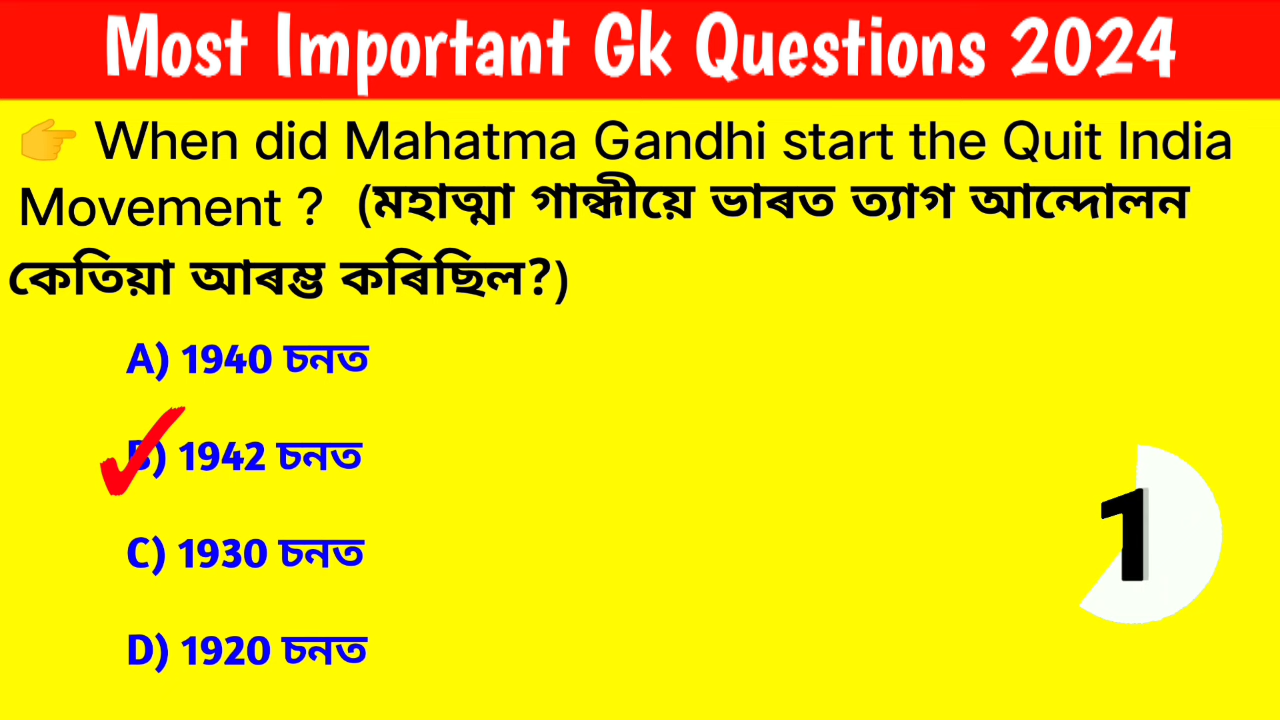 Most Important Gk Questions 2024
👉 When did Mahatma Gandhi start the Quit India
Movement ? (মহাত্মা গান্ধীয়ে ভাৰত ত্যাগ আন্দোলন
কেতিয়া আৰম্ভ কৰিছিল?)
A) 1940 চনত
B) 1942 চনত
C) 1930 চনত
1
D) 1920 চনত